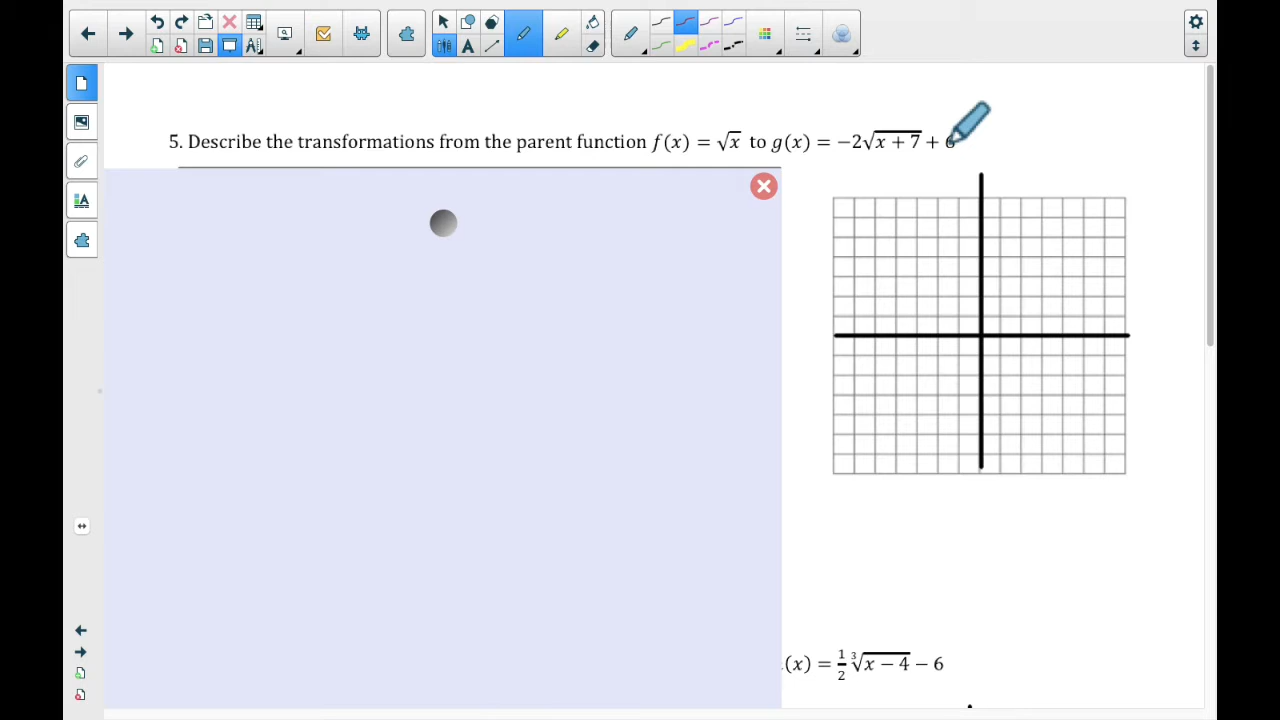 5. Describe the transformations from the parent function f(x) = √x to g(x) = −2√x + 7 + 6
(x) = 1/2 ∛x − 4 − 6